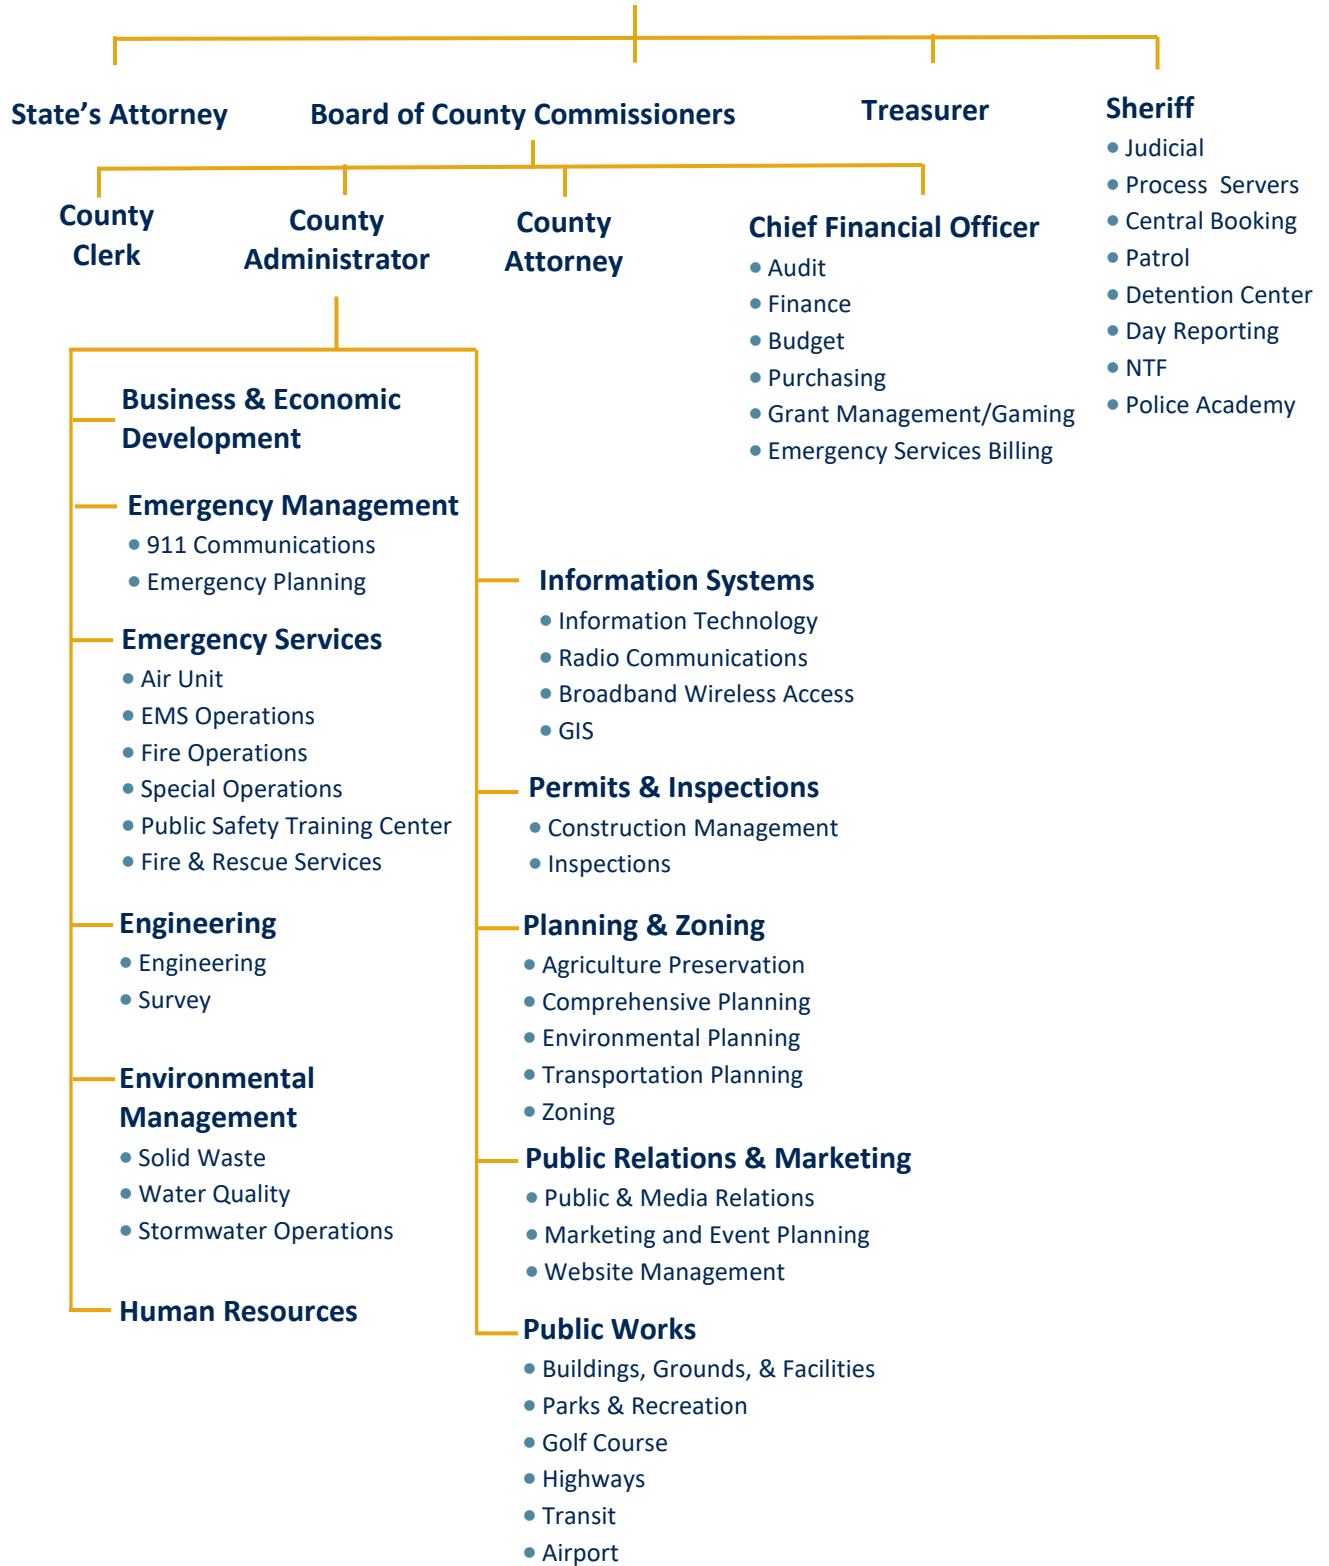 State’s Attorney
Board of County Commissioners
Treasurer
Sheriff
• Judicial
• Process  Servers
• Central Booking
• Patrol
• Detention Center
• Day Reporting
• NTF
• Police Academy
County
Clerk
County
Administrator
County
Attorney
Chief Financial Officer
• Audit
• Finance
• Budget
• Purchasing
• Grant Management/Gaming
• Emergency Services Billing
Business & Economic
Development
Emergency Management
• 911 Communications
• Emergency Planning
Emergency Services
• Air Unit
• EMS Operations
• Fire Operations
• Special Operations
• Public Safety Training Center
• Fire & Rescue Services
Engineering
• Engineering
• Survey
Environmental
Management
• Solid Waste
• Water Quality
• Stormwater Operations
Human Resources
Information Systems
• Information Technology
• Radio Communications
• Broadband Wireless Access
• GIS
Permits & Inspections
• Construction Management
• Inspections
Planning & Zoning
• Agriculture Preservation
• Comprehensive Planning
• Environmental Planning
• Transportation Planning
• Zoning
Public Relations & Marketing
• Public & Media Relations
• Marketing and Event Planning
• Website Management
Public Works
• Buildings, Grounds, & Facilities
• Parks & Recreation
• Golf Course
• Highways
• Transit
• Airport